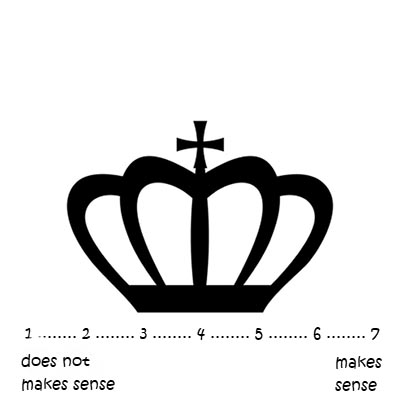 1 ........ 2 ........ 3 ........ 4 ........ 5 ........ 6 ........ 7
does not makes
makes sense sense